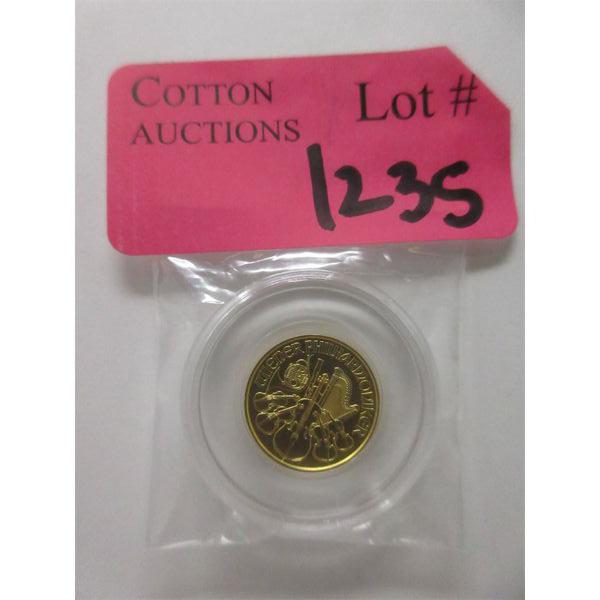 COTTON AUCTIONS
Lot #
1235
WIENER PHILHARMONIKER